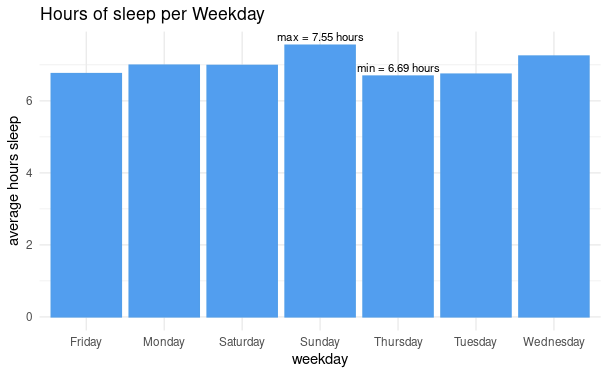 Hours of sleep per Weekday
max = 7.55 hours
min = 6.69 hours
average hours sleep
6
4
2
0
Friday Monday Saturday Sunday Thursday Tuesday Wednesday
weekday